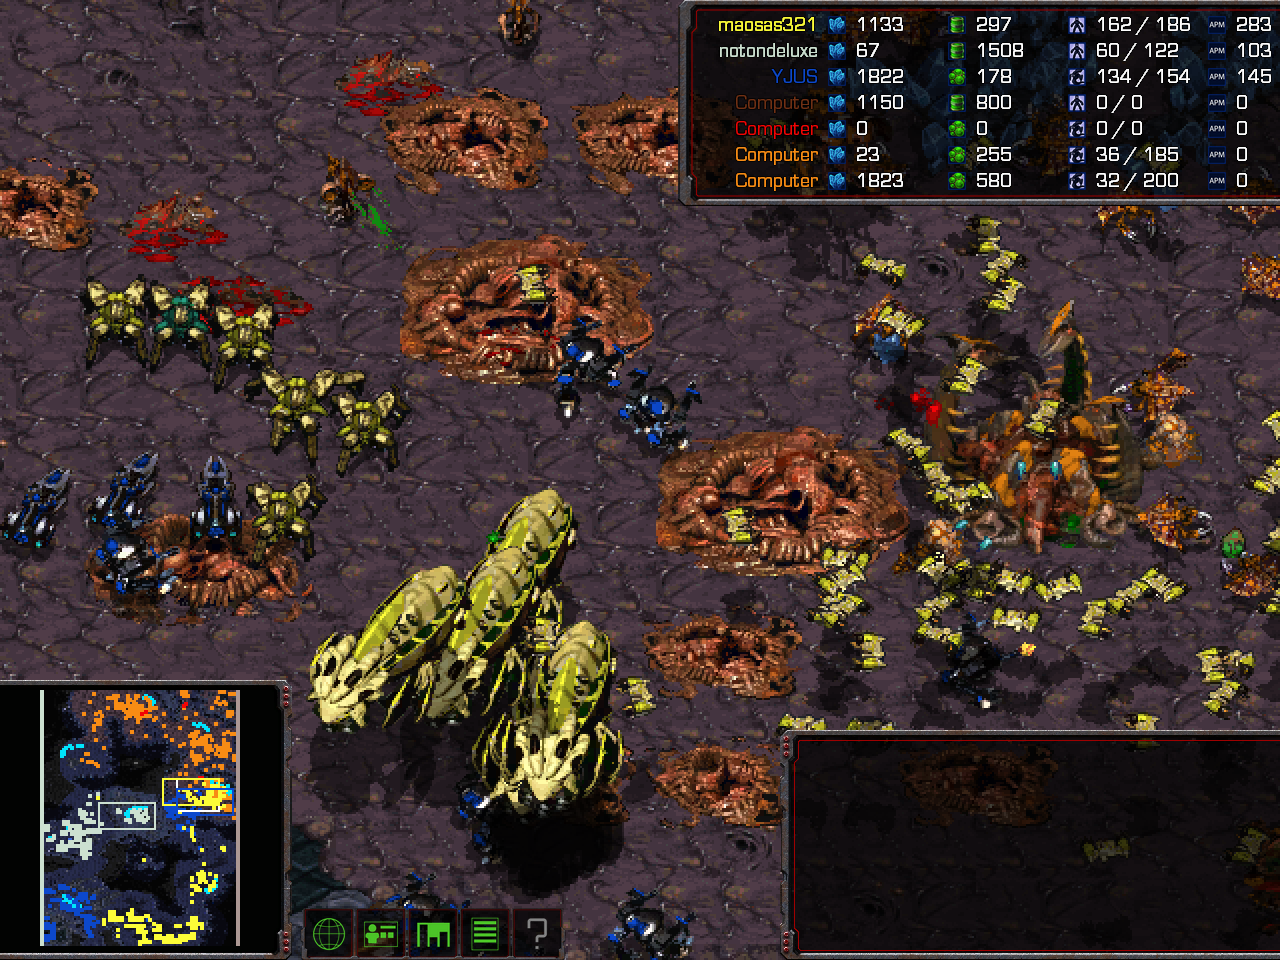 maosas321 1133 297 162 / 186 APM 283
notondeluxe 67 1508 60 / 122 APM 103
YJUS 1822 178 134 / 154 APM 145
Computer 1150 800 0 / 0 APM 0
Computer 0 0 0 / 0 APM 0
Computer 23 255 36 / 185 APM 0
Computer 1823 580 32 / 200 APM 0
?